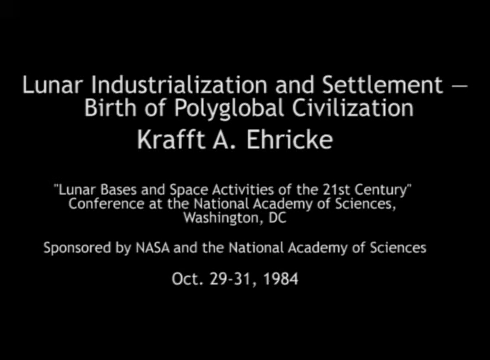 Lunar Industrialization and Settlement —
Birth of Polyglobal Civilization
Krafft A. Ehricke
"Lunar Bases and Space Activities of the 21st Century"
Conference at the National Academy of Sciences,
Washington, DC
Sponsored by NASA and the National Academy of Sciences
Oct. 29-31, 1984